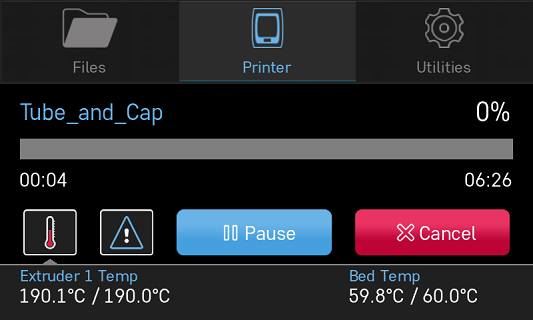 Files Printer Utilities
Tube_and_Cap 0%
00:04 06:26
Pause Cancel
Extruder 1 Temp Bed Temp
190.1°C / 190.0°C 59.8°C / 60.0°C